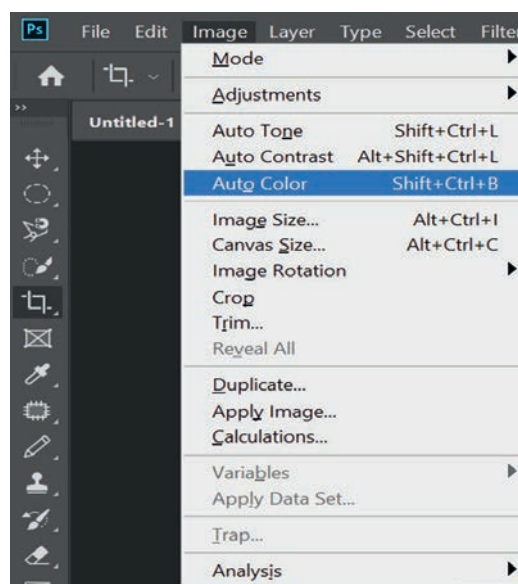 Ps File Edit Image Layer Type Select Filter
Untitled-1
Mode
Adjustments
Auto Tone Shift+Ctrl+L
Auto Contrast Alt+Shift+Ctrl+L
Auto Color Shift+Ctrl+B
Image Size... Alt+Ctrl+I
Canvas Size... Alt+Ctrl+C
Image Rotation
Crop
Trim...
Reveal All
Duplicate...
Apply Image...
Calculations...
Variables
Apply Data Set...
Trap...
Analysis